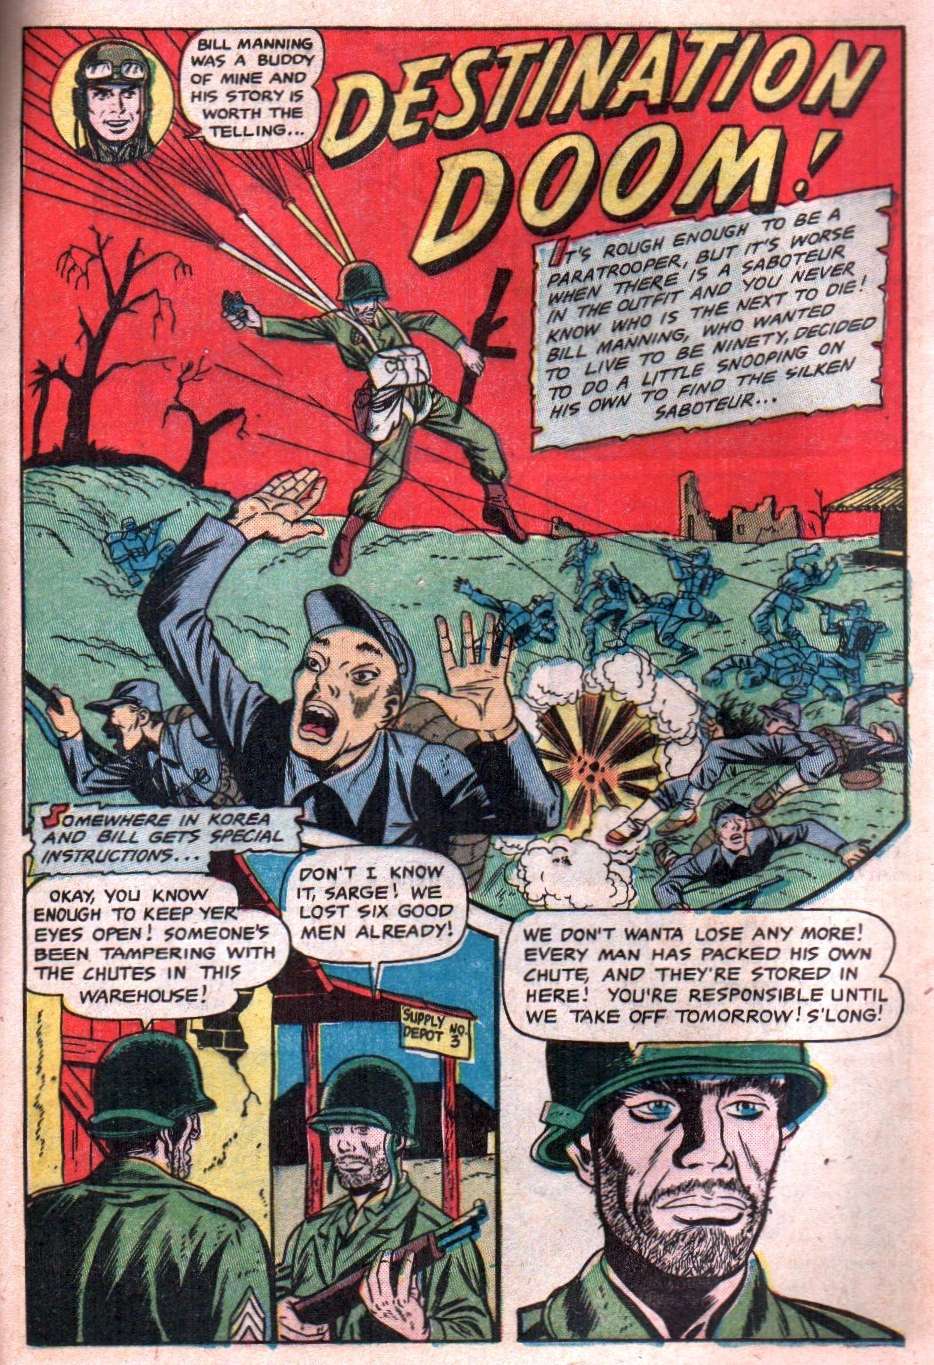 BILL MANNING
WAS A BUDDY
OF MINE AND
HIS STORY IS
WORTH THE
TELLING...
DESTINATION
DOOM!
IT'S ROUGH ENOUGH TO BE A
PARATROOPER, BUT IT'S WORSE
WHEN THERE IS A SABOTEUR
IN THE OUTFIT AND YOU NEVER
KNOW WHO IS THE NEXT TO DIE!
BILL MANNING, WHO WANTED
TO LIVE TO BE NINETY, DECIDED
TO DO A LITTLE SNOOPING ON
HIS OWN TO FIND THE SILKEN
SABOTEUR...
SOMEWHERE IN KOREA
AND BILL GETS SPECIAL
INSTRUCTIONS...
OKAY, YOU KNOW
ENOUGH TO KEEP YER
EYES OPEN! SOMEONE'S
BEEN TAMPERING WITH
THE CHUTES IN THIS
WAREHOUSE!
DON'T I KNOW
IT, SARGE! WE
LOST SIX GOOD
MEN ALREADY!
SUPPLY NO.
DEPOT 3
WE DON'T WANTA LOSE ANY MORE!
EVERY MAN HAS PACKED HIS OWN
CHUTE, AND THEY'RE STORED IN
HERE! YOU'RE RESPONSIBLE UNTIL
WE TAKE OFF TOMORROW! S'LONG!